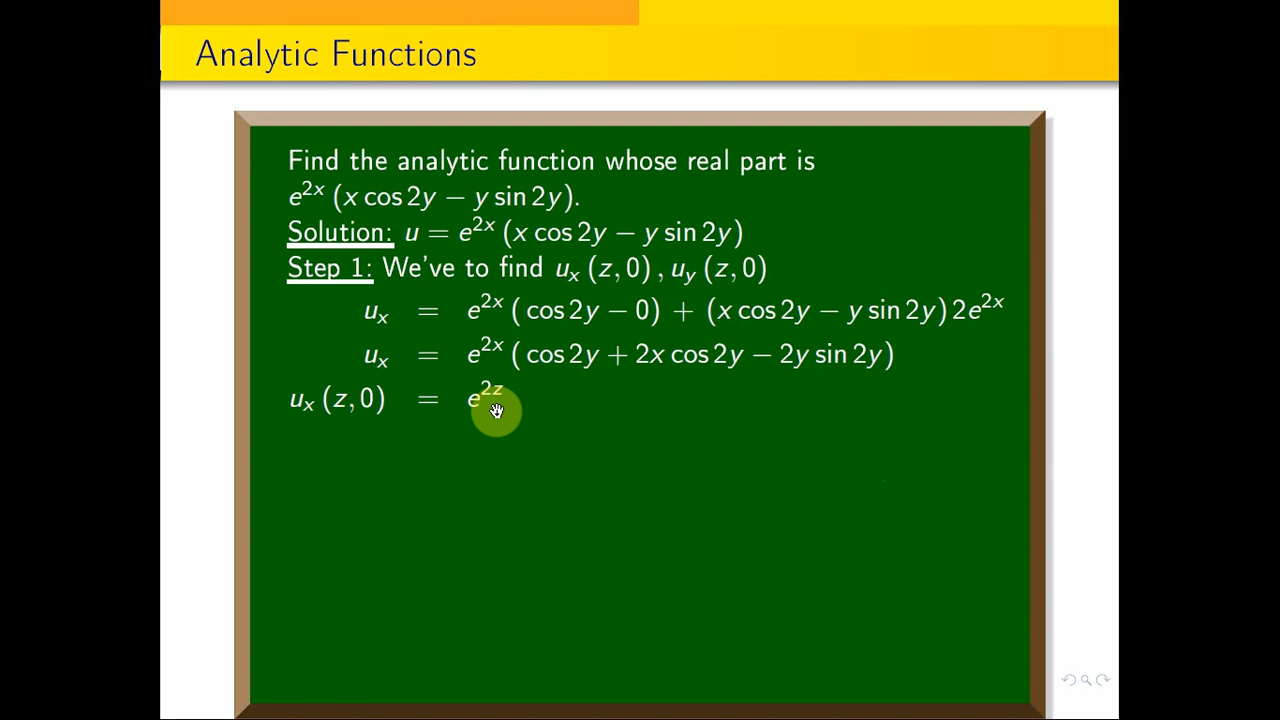 Analytic Functions
Find the analytic function whose real part is
e^{2x} (x cos 2y − y sin 2y).
Solution: u = e^{2x} (x cos 2y − y sin 2y)
Step 1: We've to find u_x (z, 0) , u_y (z, 0)
u_x = e^{2x} ( cos 2y − 0) + (x cos 2y − y sin 2y) 2e^{2x}
u_x = e^{2x} ( cos 2y + 2x cos 2y − 2y sin 2y)
u_x (z, 0) = e^{2z}